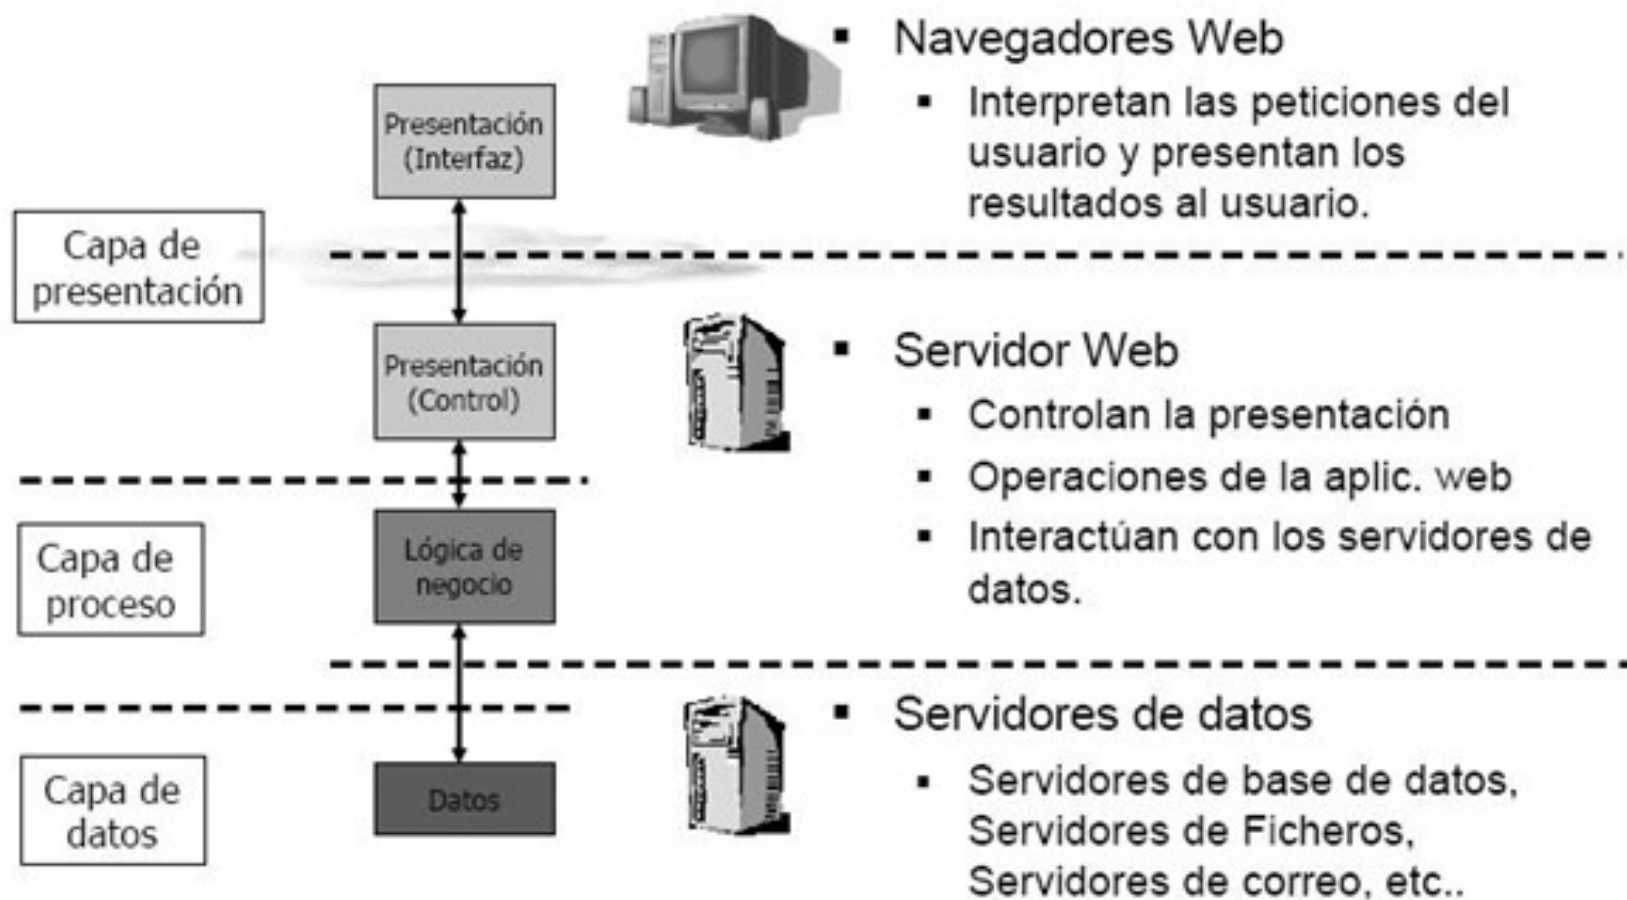 Navegadores Web
Interpretan las peticiones del
usuario y presentan los
resultados al usuario.
Presentación
(Interfaz)
Capa de
presentación
Presentación
(Control)
Servidor Web
Controlan la presentación
Operaciones de la aplic. web
Interactúan con los servidores de
datos.
Capa de
proceso
Lógica de
negocio
Servidores de datos
Servidores de base de datos,
Servidores de Ficheros,
Servidores de correo, etc..
Capa de
datos
Datos